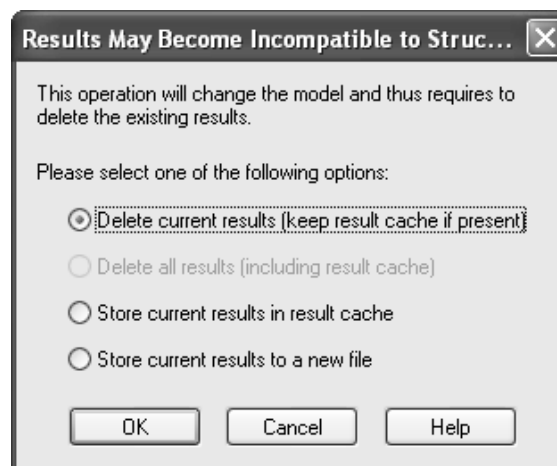 Results May Become Incompatible to Struc...
This operation will change the model and thus requires to
delete the existing results.
Please select one of the following options:
Delete current results (keep result cache if present)
Delete all results (including result cache)
Store current results in result cache
Store current results to a new file
OK Cancel Help